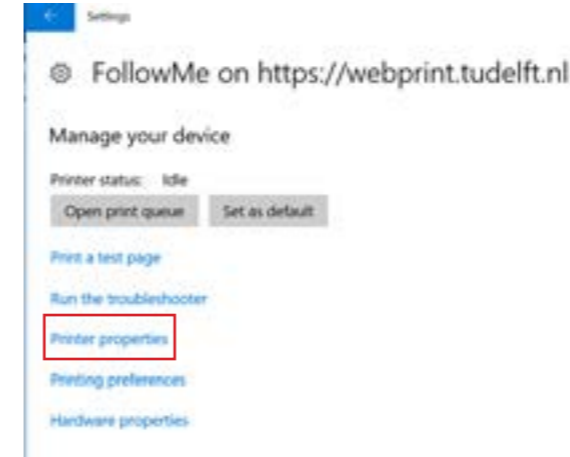 Settings
FollowMe on https://webprint.tudelft.nl
Manage your device
Printer status: Idle
Open print queue Set as default
Print a test page
Run the troubleshooter
Printer properties
Printing preferences
Hardware properties